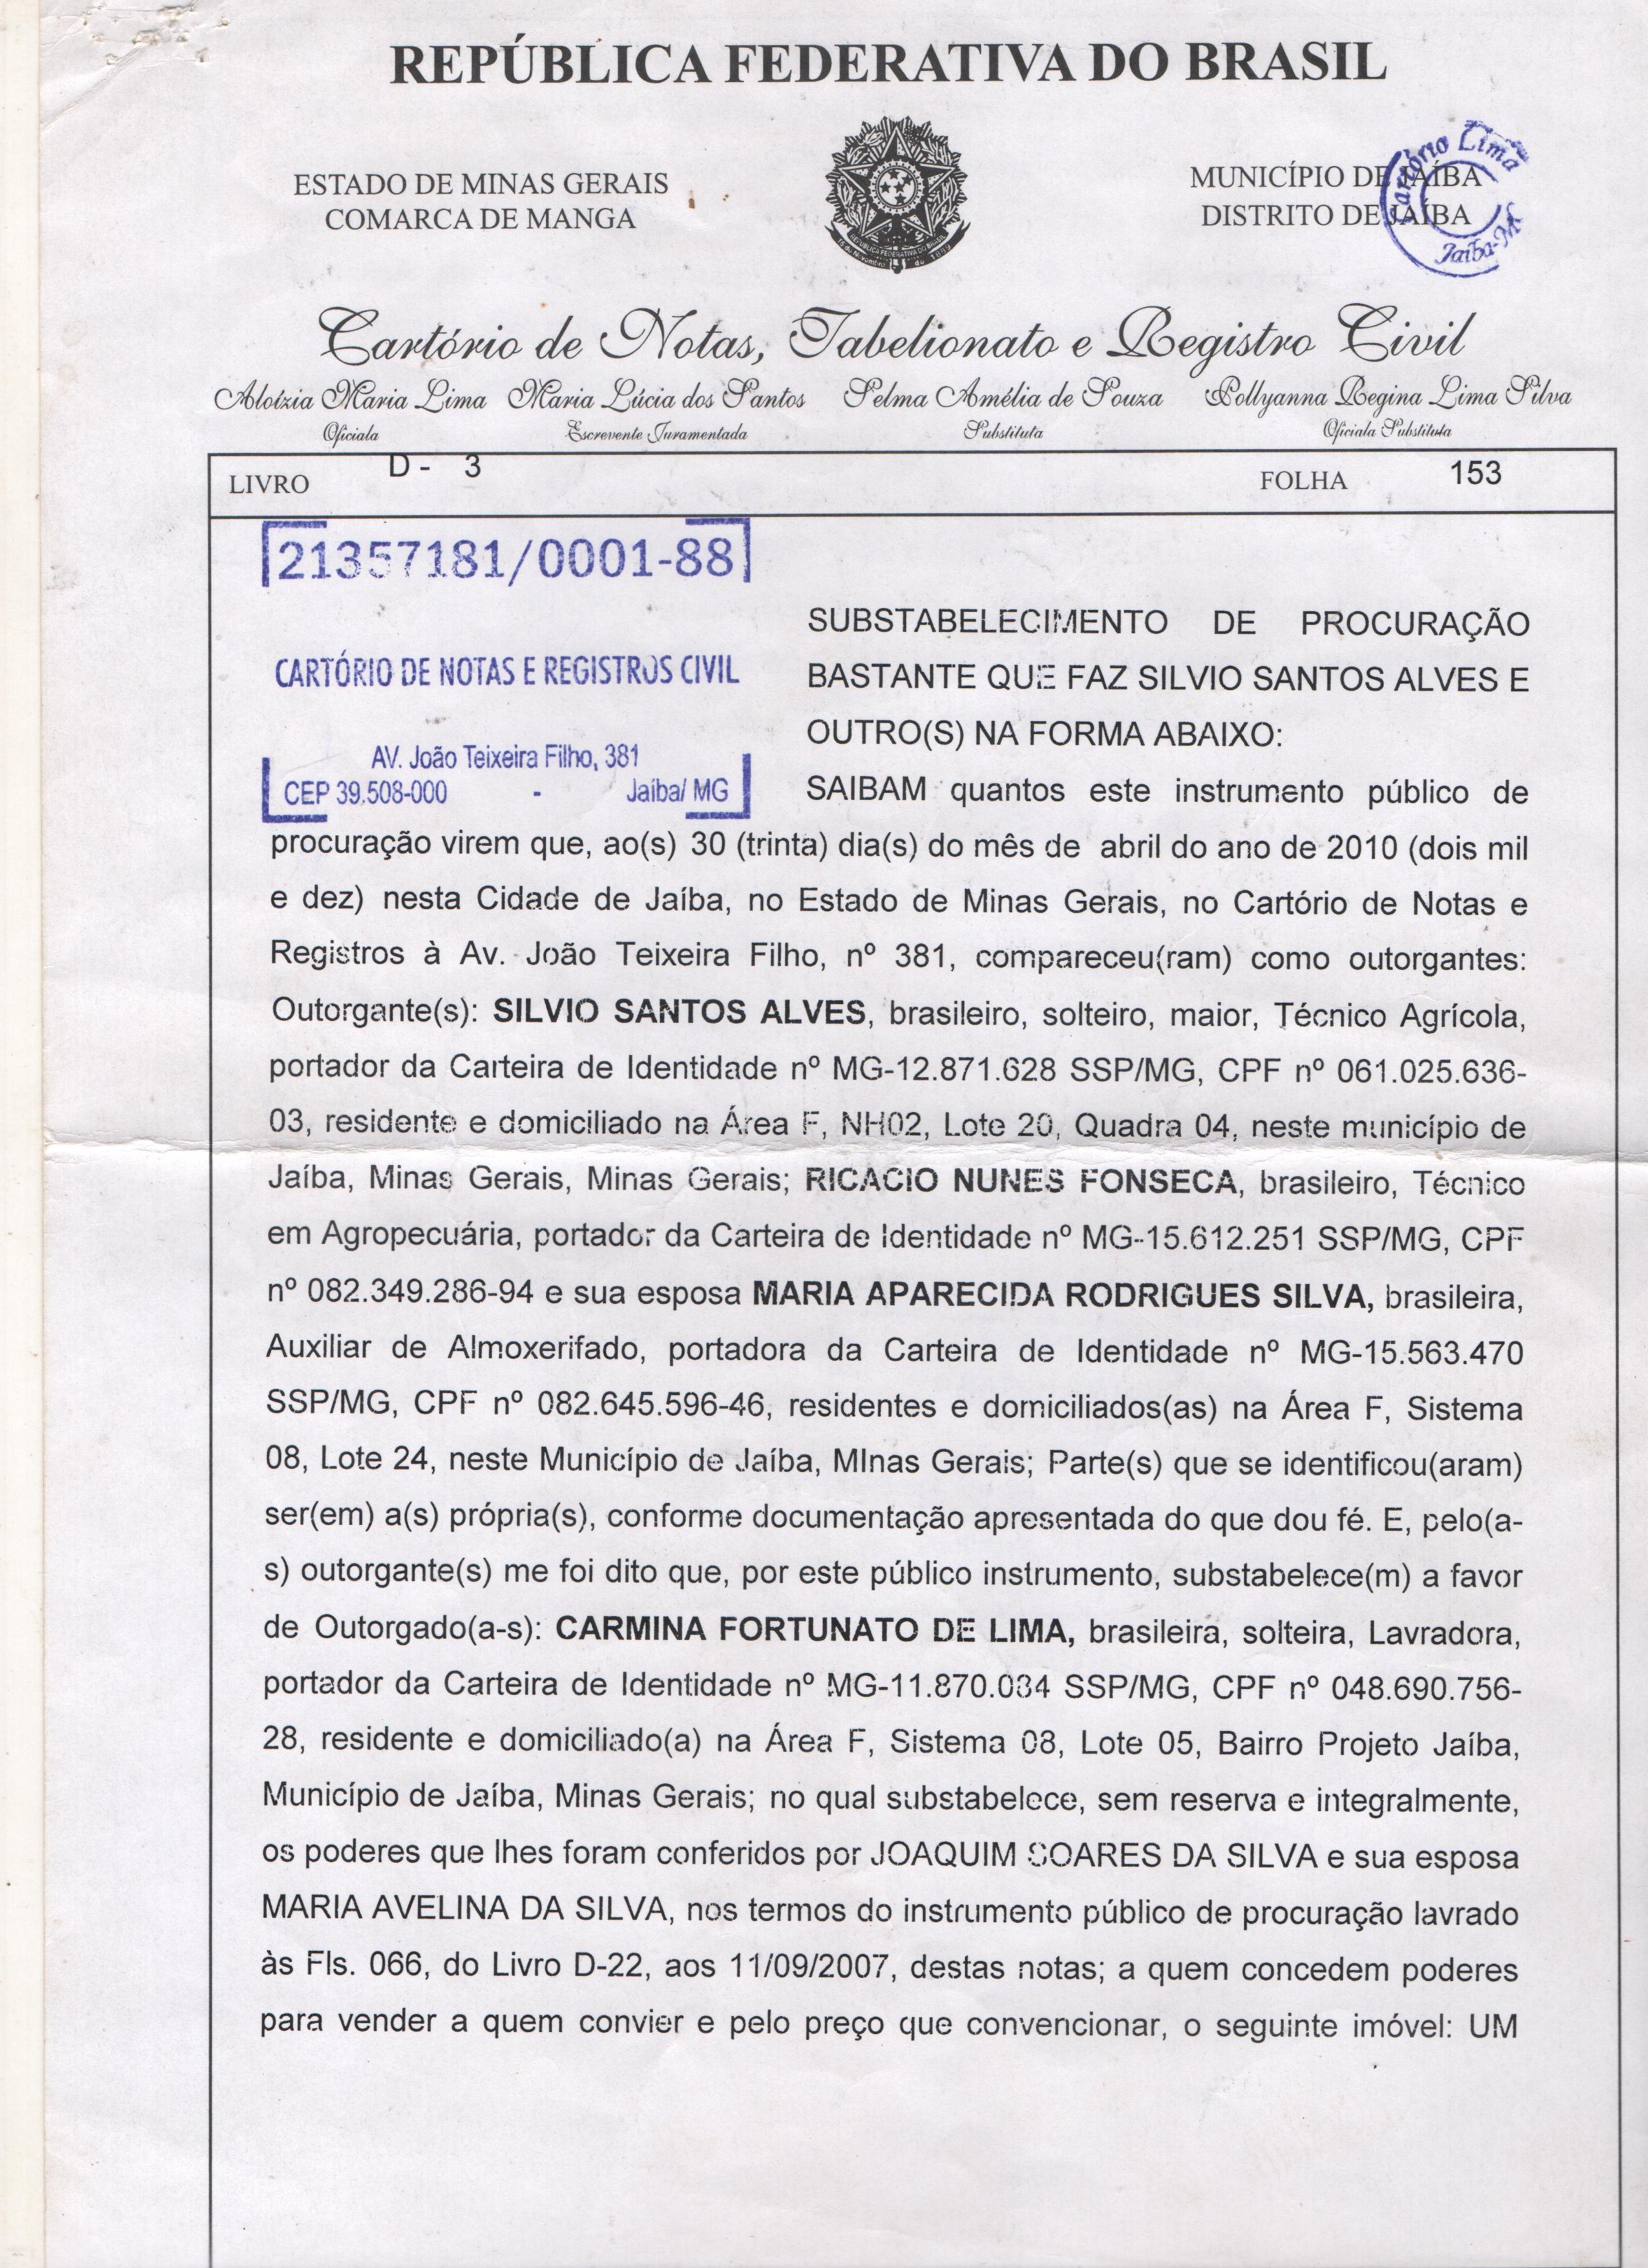 REPÚBLICA FEDERATIVA DO BRASIL
ESTADO DE MINAS GERAIS
COMARCA DE MANGA
MUNICÍPIO DE JAÍBA
DISTRITO DE JAÍBA
Cartório Lima
Jaíba-MG
REPÚBLICA FEDERATIVA DO BRASIL
15 de Novembro de 1889
Cartório de Notas, Tabelionato e Registro Civil
Aloízia Maria Lima Maria Lúcia dos Santos Selma Amélia de Souza Pollyanna Regina Lima Silva
Oficiala Escrevente Juramentada Substituta Oficiala Substituta
LIVRO D - 3 FOLHA 153
21357181/0001-88
CARTÓRIO DE NOTAS E REGISTROS CIVIL
AV. João Teixeira Filho, 381
CEP 39.508-000 - Jaíba/ MG
SUBSTABELECIMENTO DE PROCURAÇÃO
BASTANTE QUE FAZ SILVIO SANTOS ALVES E
OUTRO(S) NA FORMA ABAIXO:
SAIBAM quantos este instrumento público de
procuração virem que, ao(s) 30 (trinta) dia(s) do mês de abril do ano de 2010 (dois mil
e dez) nesta Cidade de Jaíba, no Estado de Minas Gerais, no Cartório de Notas e
Registros à Av. João Teixeira Filho, nº 381, compareceu(ram) como outorgantes:
Outorgante(s): SILVIO SANTOS ALVES, brasileiro, solteiro, maior, Técnico Agrícola,
portador da Carteira de Identidade nº MG-12.871.628 SSP/MG, CPF nº 061.025.636-
03, residente e domiciliado na Área F, NH02, Lote 20, Quadra 04, neste município de
Jaíba, Minas Gerais, Minas Gerais; RICACIO NUNES FONSECA, brasileiro, Técnico
em Agropecuária, portador da Carteira de Identidade nº MG-15.612.251 SSP/MG, CPF
nº 082.349.286-94 e sua esposa MARIA APARECIDA RODRIGUES SILVA, brasileira,
Auxiliar de Almoxerifado, portadora da Carteira de Identidade nº MG-15.563.470
SSP/MG, CPF nº 082.645.596-46, residentes e domiciliados(as) na Área F, Sistema
08, Lote 24, neste Município de Jaíba, MInas Gerais; Parte(s) que se identificou(aram)
ser(em) a(s) própria(s), conforme documentação apresentada do que dou fé. E, pelo(a-
s) outorgante(s) me foi dito que, por este público instrumento, substabelece(m) a favor
de Outorgado(a-s): CARMINA FORTUNATO DE LIMA, brasileira, solteira, Lavradora,
portador da Carteira de Identidade nº MG-11.870.034 SSP/MG, CPF nº 048.690.756-
28, residente e domiciliado(a) na Área F, Sistema 08, Lote 05, Bairro Projeto Jaíba,
Município de Jaíba, Minas Gerais; no qual substabelece, sem reserva e integralmente,
os poderes que lhes foram conferidos por JOAQUIM SOARES DA SILVA e sua esposa
MARIA AVELINA DA SILVA, nos termos do instrumento público de procuração lavrado
às Fls. 066, do Livro D-22, aos 11/09/2007, destas notas; a quem concedem poderes
para vender a quem convier e pelo preço que convencionar, o seguinte imóvel: UM